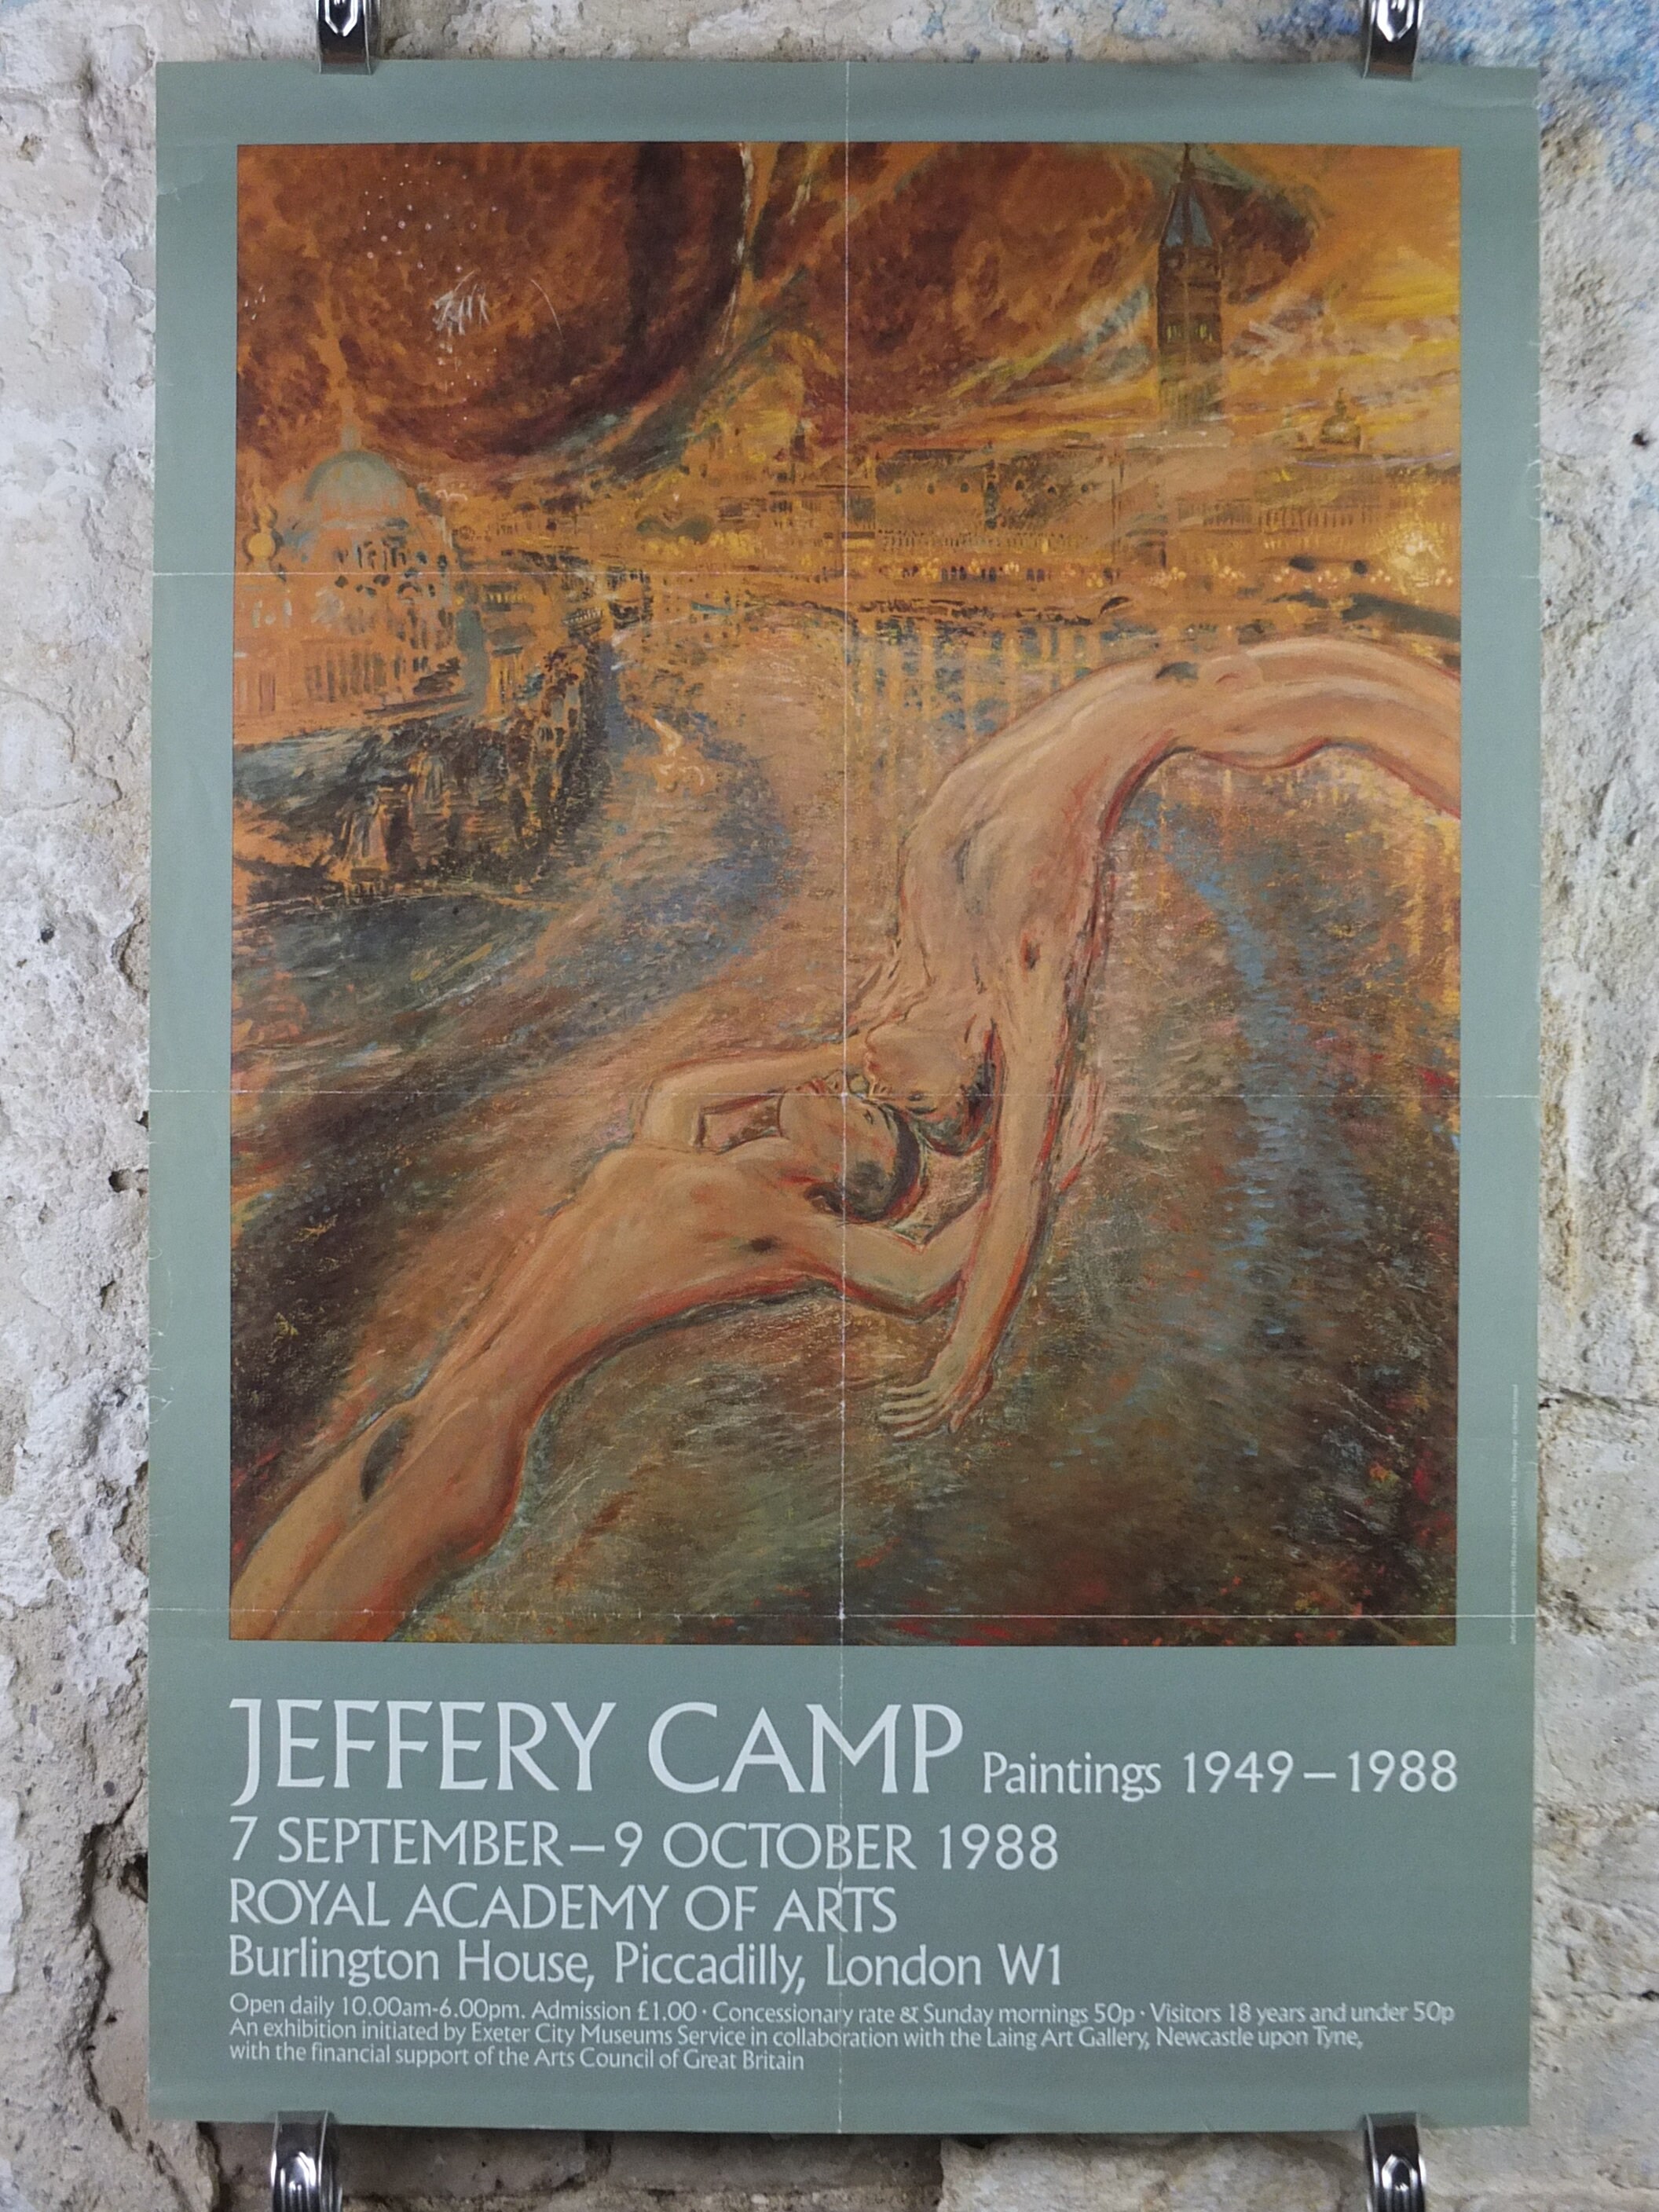 JEFFERY CAMP Paintings 1949–1988
7 SEPTEMBER–9 OCTOBER 1988
ROYAL ACADEMY OF ARTS
Burlington House, Piccadilly, London W1
Open daily 10.00am-6.00pm. Admission £1.00 · Concessionary rate & Sunday mornings 50p · Visitors 18 years and under 50p
An exhibition initiated by Exeter City Museums Service in collaboration with the Laing Art Gallery, Newcastle upon Tyne,
with the financial support of the Arts Council of Great Britain